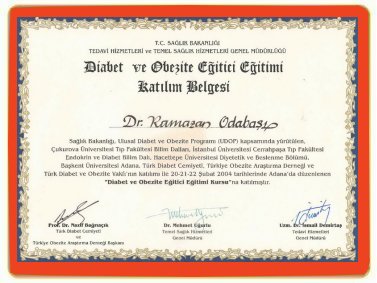 T.C. SAĞLIK BAKANLIĞI
TEDAVİ HİZMETLERİ ve TEMEL SAĞLIK HİZMETLERİ GENEL MÜDÜRLÜĞÜ
Diabet ve Obezite Eğitici Eğitimi
Katılım Belgesi
Dr. Ramazan Odabaşı
Sağlık Bakanlığı, Ulusal Diabet ve Obezite Programı (UDOP) kapsamında yürütülen,
Çukurova Üniversitesi Tıp Fakültesi Bilim Dalları, İstanbul Üniversitesi Cerrahpaşa Tıp Fakültesi
Endokrin ve Diabet Bilim Dalı, Hacettepe Üniversitesi Diyetetik ve Beslenme Bölümü,
Başkent Üniversitesi Adana, Türk Diabet Cemiyeti, Türkiye Obezite Araştırma Derneği ve
Türk Diabet ve Obezite Vakfı'nın katılımı ile 20-21-22 Şubat 2004 tarihlerinde Adana'da düzenlenen
"Diabet ve Obezite Eğitici Eğitimi Kursu"na katılmıştır.
Prof. Dr. Nazif Bağrıaçık
Türk Diabet Cemiyeti
ve
Türkiye Obezite Araştırma Derneği Başkanı
Dr. Mehmet Uğurlu
Temel Sağlık Hizmetleri
Genel Müdürü
Uzm. Dr. İsmail Demirtaş
Tedavi Hizmetleri
Genel Müdürü